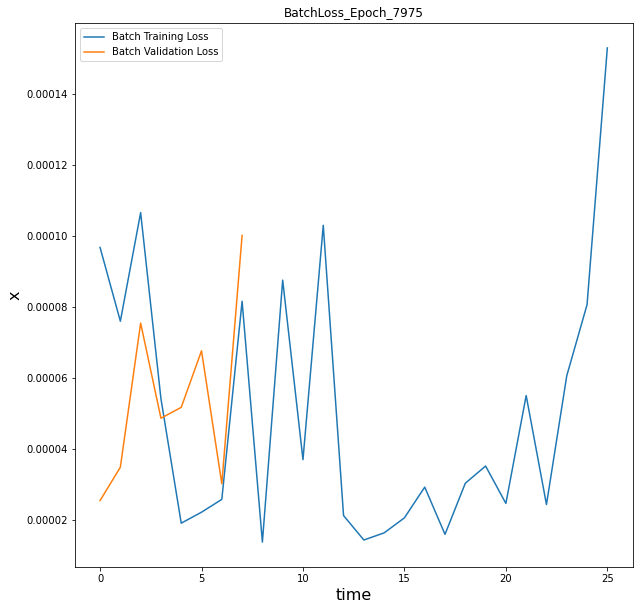 BatchLoss_Epoch_7975
Batch Training Loss
Batch Validation Loss
0.00014
0.00012
0.00010
0.00008
0.00006
0.00004
0.00002
x
0 5 10 15 20 25
time